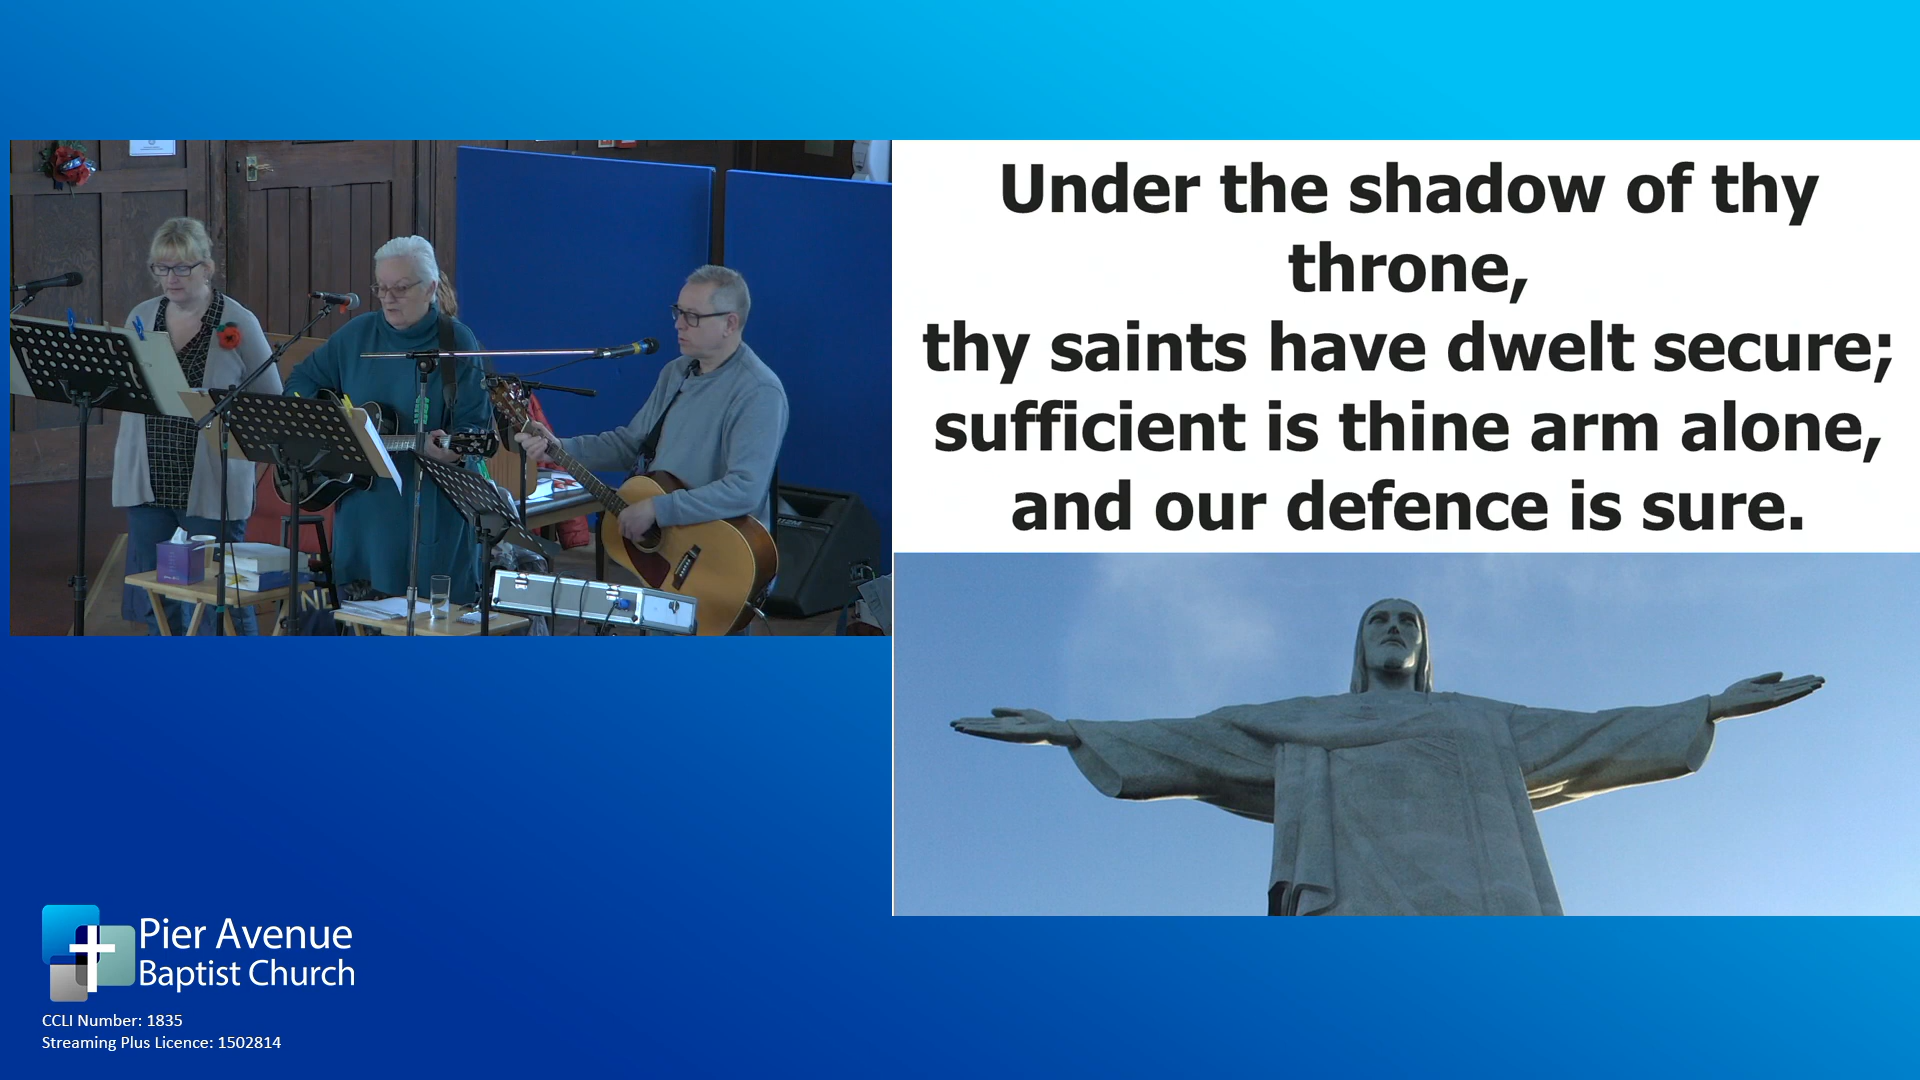 Under the shadow of thy
throne,
thy saints have dwelt secure;
sufficient is thine arm alone,
and our defence is sure.
Pier Avenue
Baptist Church
CCLI Number: 1835
Streaming Plus Licence: 1502814